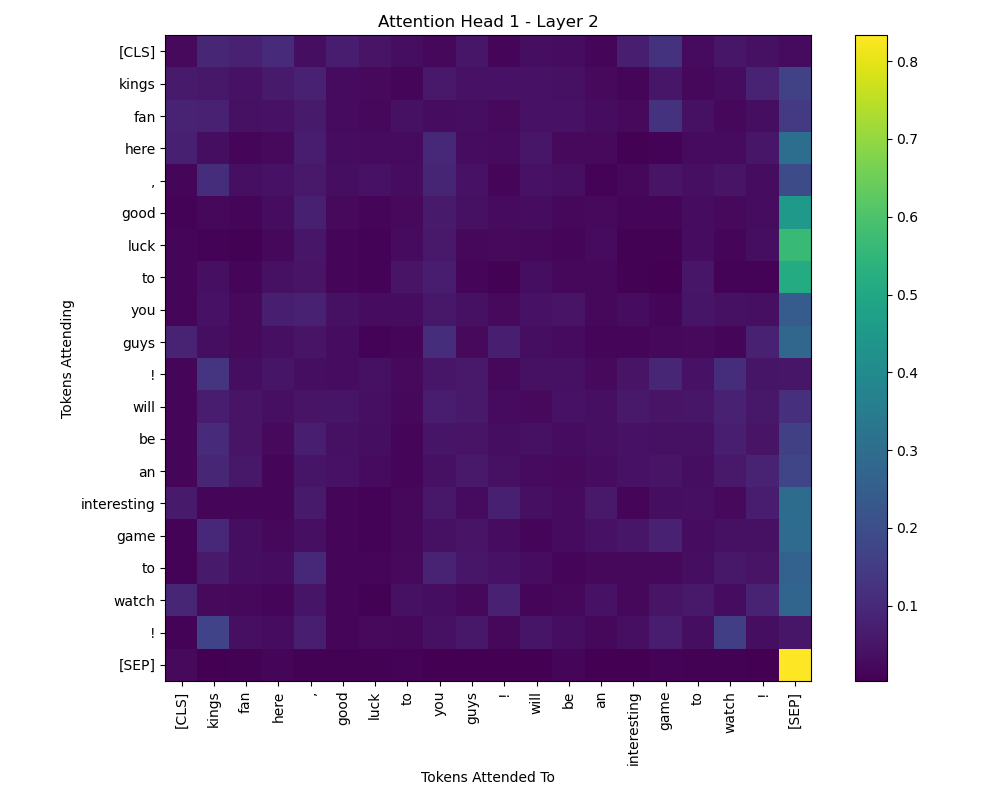 Attention Head 1 - Layer 2
[CLS]
kings
fan
here
,
good
luck
to
you
guys
!
will
be
an
interesting
game
to
watch
!
[SEP]
Tokens Attending
[CLS]
kings
fan
here
,
good
luck
to
you
guys
!
will
be
an
interesting
game
to
watch
!
[SEP]
Tokens Attended To
0.8
0.7
0.6
0.5
0.4
0.3
0.2
0.1